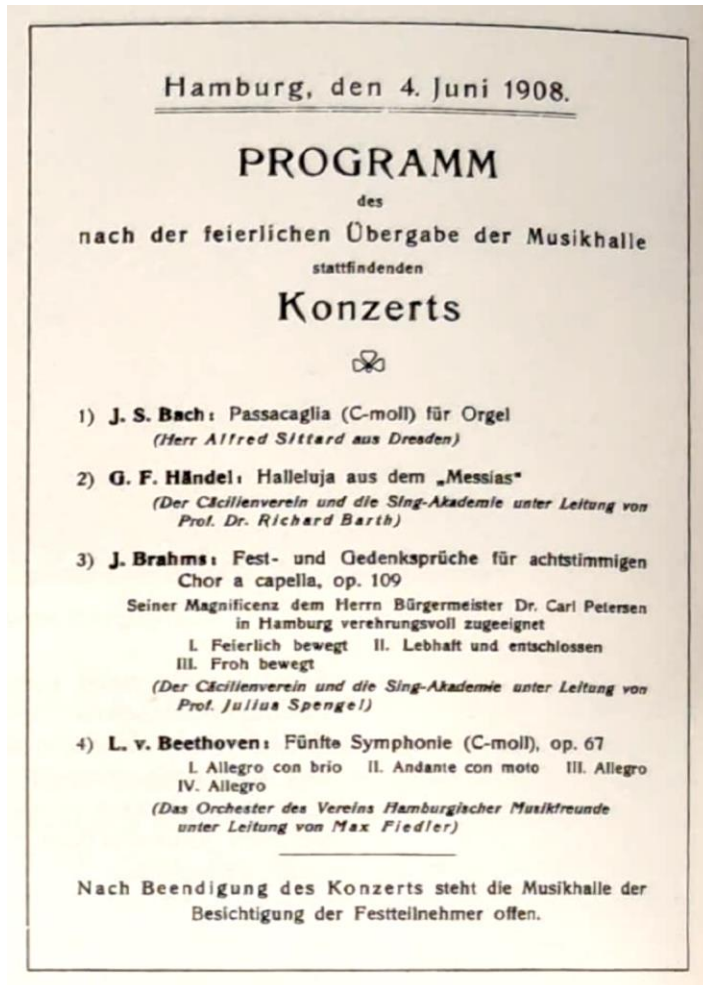 Hamburg, den 4. Juni 1908.
PROGRAMM
des
nach der feierlichen Übergabe der Musikhalle
stattfindenden
Konzerts
1) J. S. Bach: Passacaglia (C-moll) für Orgel
(Herr Alfred Sittard aus Dresden)
2) G. F. Händel: Halleluja aus dem „Messias“
(Der Cäcilienverein und die Sing-Akademie unter Leitung von
Prof. Dr. Richard Barth)
3) J. Brahms: Fest- und Gedenksprüche für achtstimmigen
Chor a capella, op. 109
Seiner Magnificenz dem Herrn Bürgermeister Dr. Carl Petersen
in Hamburg verehrungsvoll zugeeignet
I. Feierlich bewegt II. Lebhaft und entschlossen
III. Froh bewegt
(Der Cäcilienverein und die Sing-Akademie unter Leitung von
Prof. Julius Spengel)
4) L. v. Beethoven: Fünfte Symphonie (C-moll), op. 67
I. Allegro con brio II. Andante con moto III. Allegro
IV. Allegro
(Das Orchester des Vereins Hamburgischer Musikfreunde
unter Leitung von Max Fiedler)
Nach Beendigung des Konzerts steht die Musikhalle der
Besichtigung der Festteilnehmer offen.